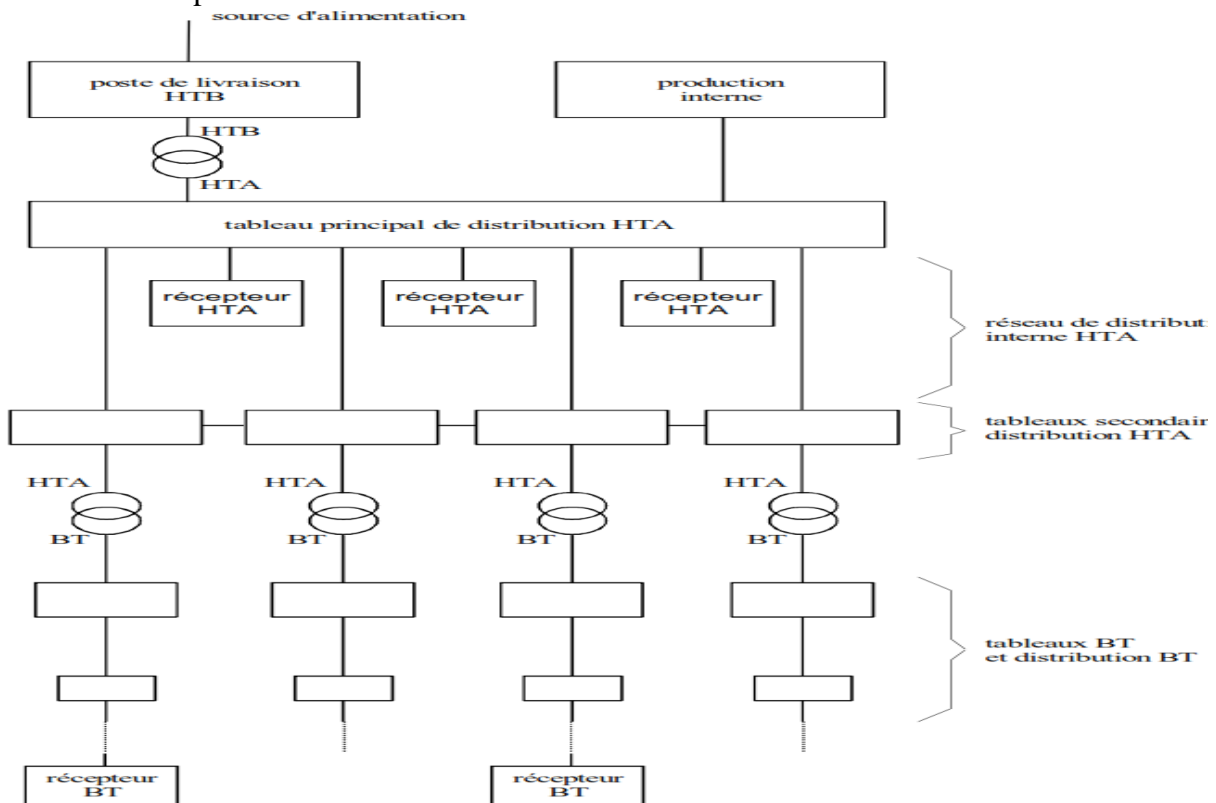 source d'alimentation
poste de livraison
HTB
production
interne
HTB
HTA
tableau principal de distribution HTA
récepteur
HTA
récepteur
HTA
récepteur
HTA
réseau de distribut
interne HTA
tableaux secondair
distribution HTA
HTA
HTA
HTA
HTA
BT
BT
BT
BT
tableaux BT
et distribution BT
récepteur
BT
récepteur
BT